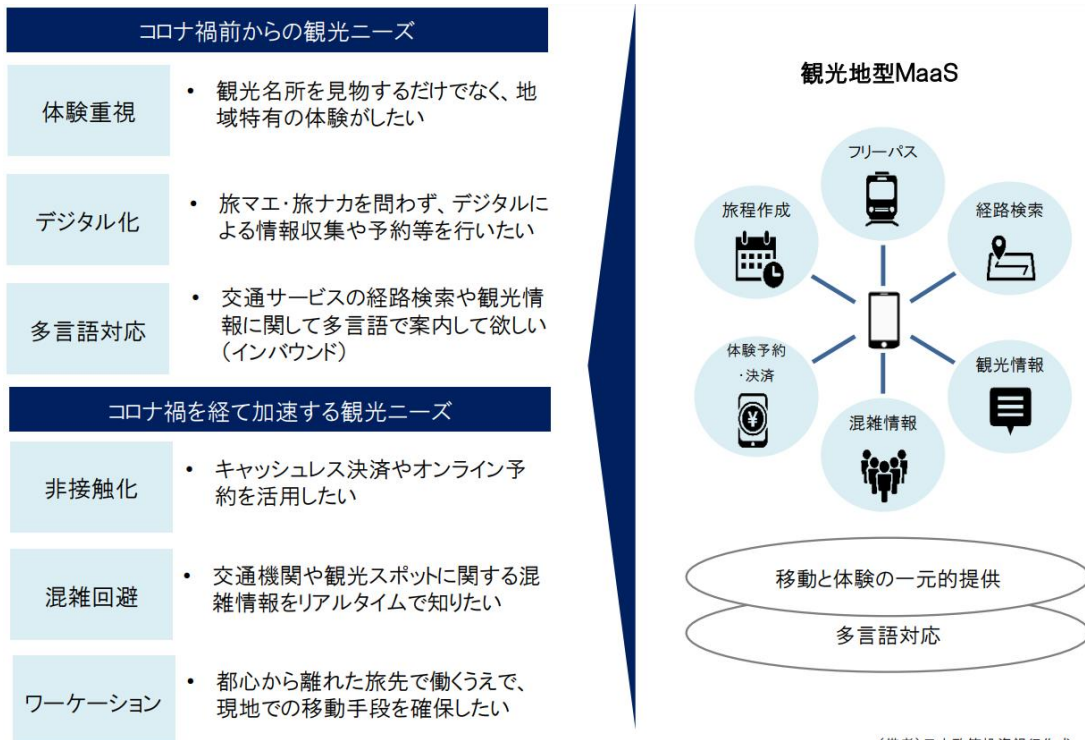 コロナ禍前からの観光ニーズ
体験重視
• 観光名所を見物するだけでなく、地
域特有の体験がしたい
デジタル化
• 旅マエ・旅ナカを問わず、デジタルに
よる情報収集や予約等を行いたい
多言語対応
• 交通サービスの経路検索や観光情
報に関して多言語で案内して欲しい
(インバウンド)
コロナ禍を経て加速する観光ニーズ
非接触化
• キャッシュレス決済やオンライン予
約を活用したい
混雑回避
• 交通機関や観光スポットに関する混
雑情報をリアルタイムで知りたい
ワーケーション
• 都心から離れた旅先で働くうえで、
現地での移動手段を確保したい
観光地型MaaS
フリーパス
旅程作成
経路検索
体験予約
・決済
¥
観光情報
混雑情報
移動と体験の一元的提供
多言語対応